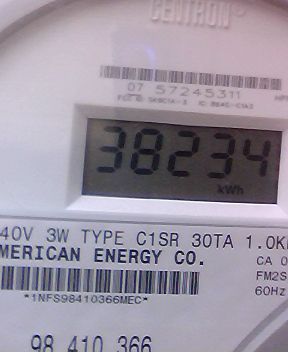 CENTRON®
07 57245311
38234
kWh
40V 3W TYPE C1SR 30TA 1.0K
MERICAN ENERGY CO.
CA 0
FM2S
60Hz
*1NFS98410366MEC*
98 410 366